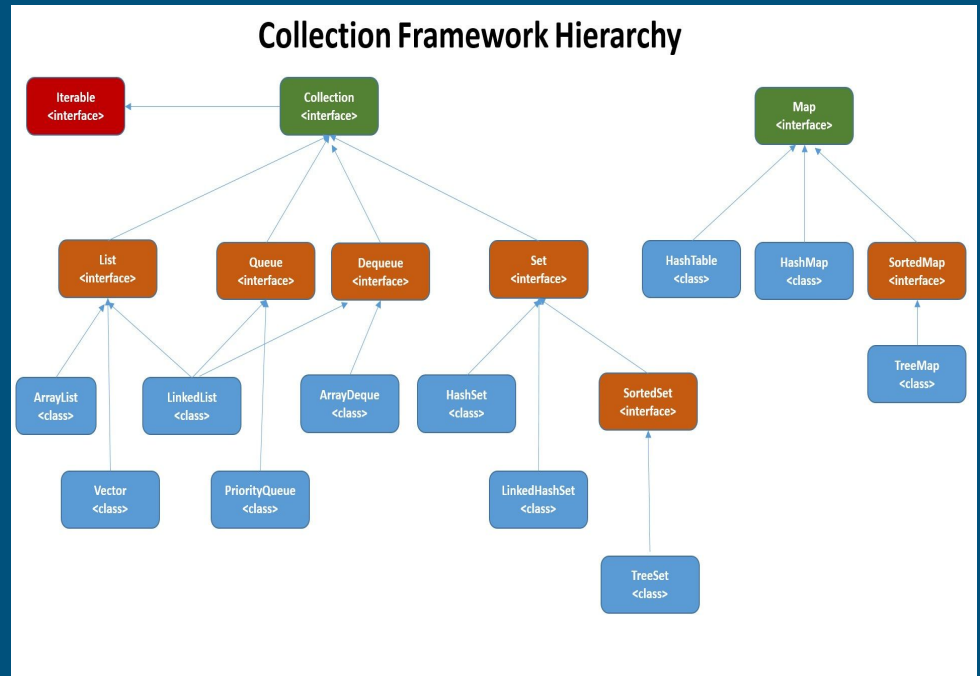 Collection Framework Hierarchy
Iterable
<interface>
Collection
<interface>
Map
<interface>
List
<interface>
Queue
<interface>
Dequeue
<interface>
Set
<interface>
HashTable
<class>
HashMap
<class>
SortedMap
<interface>
ArrayList
<class>
LinkedList
<class>
ArrayDeque
<class>
HashSet
<class>
SortedSet
<interface>
TreeMap
<class>
Vector
<class>
PriorityQueue
<class>
LinkedHashSet
<class>
TreeSet
<class>